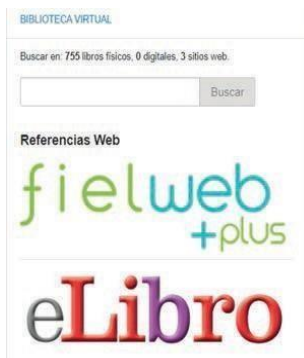 BIBLIOTECA VIRTUAL
Buscar en: 755 libros físicos, 0 digitales, 3 sitios web.
Buscar
Referencias Web
fielweb
+plus
eLibro